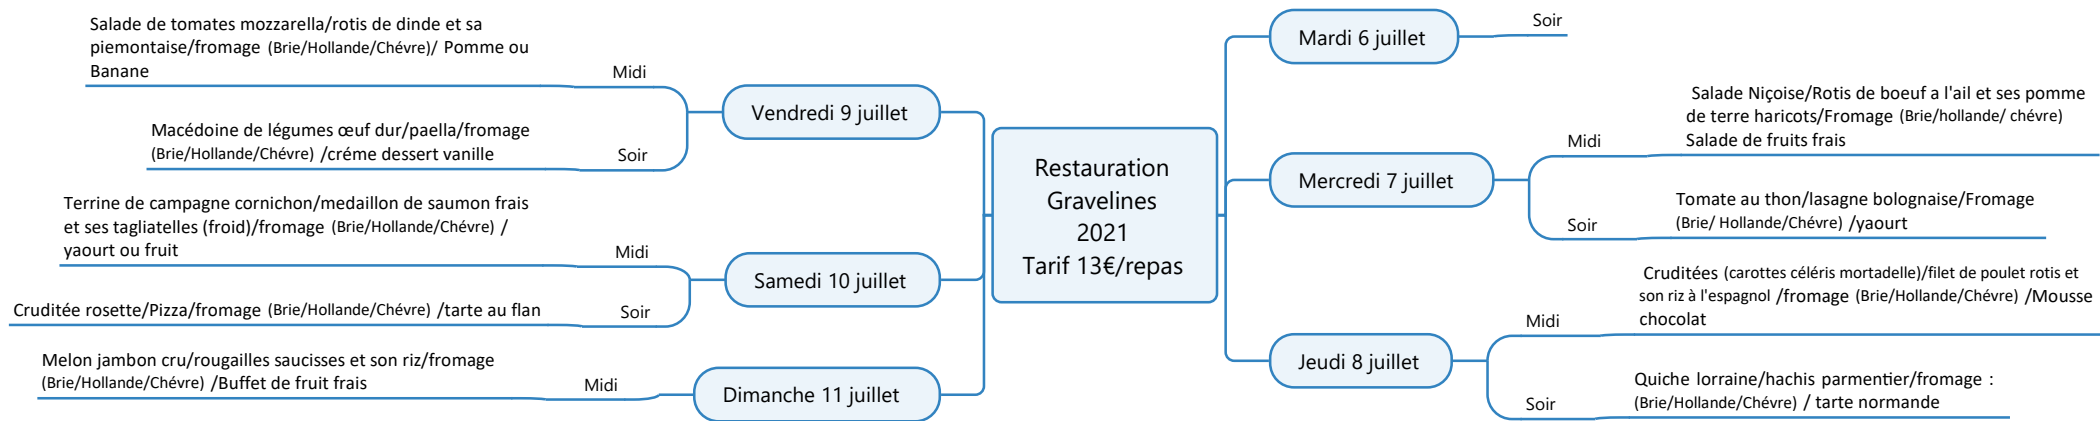 Restauration
Gravelines
2021
Tarif 13€/repas
Mardi 6 juillet
Soir
Mercredi 7 juillet
Midi
Salade Niçoise/Rotis de boeuf a l'ail et ses pomme
de terre haricots/Fromage (Brie/hollande/ chévre)
Salade de fruits frais
Soir
Tomate au thon/lasagne bolognaise/Fromage
(Brie/ Hollande/Chévre) /yaourt
Jeudi 8 juillet
Midi
Cruditées (carottes céléris mortadelle)/filet de poulet rotis et
son riz à l'espagnol /fromage (Brie/Hollande/Chévre) /Mousse
chocolat
Soir
Quiche lorraine/hachis parmentier/fromage :
(Brie/Hollande/Chévre) / tarte normande
Vendredi 9 juillet
Midi
Salade de tomates mozzarella/rotis de dinde et sa
piemontaise/fromage (Brie/Hollande/Chévre)/ Pomme ou
Banane
Soir
Macédoine de légumes œuf dur/paella/fromage
(Brie/Hollande/Chévre) /créme dessert vanille
Samedi 10 juillet
Midi
Terrine de campagne cornichon/medaillon de saumon frais
et ses tagliatelles (froid)/fromage (Brie/Hollande/Chévre) /
yaourt ou fruit
Soir
Cruditée rosette/Pizza/fromage (Brie/Hollande/Chévre) /tarte au flan
Dimanche 11 juillet
Midi
Melon jambon cru/rougailles saucisses et son riz/fromage
(Brie/Hollande/Chévre) /Buffet de fruit frais